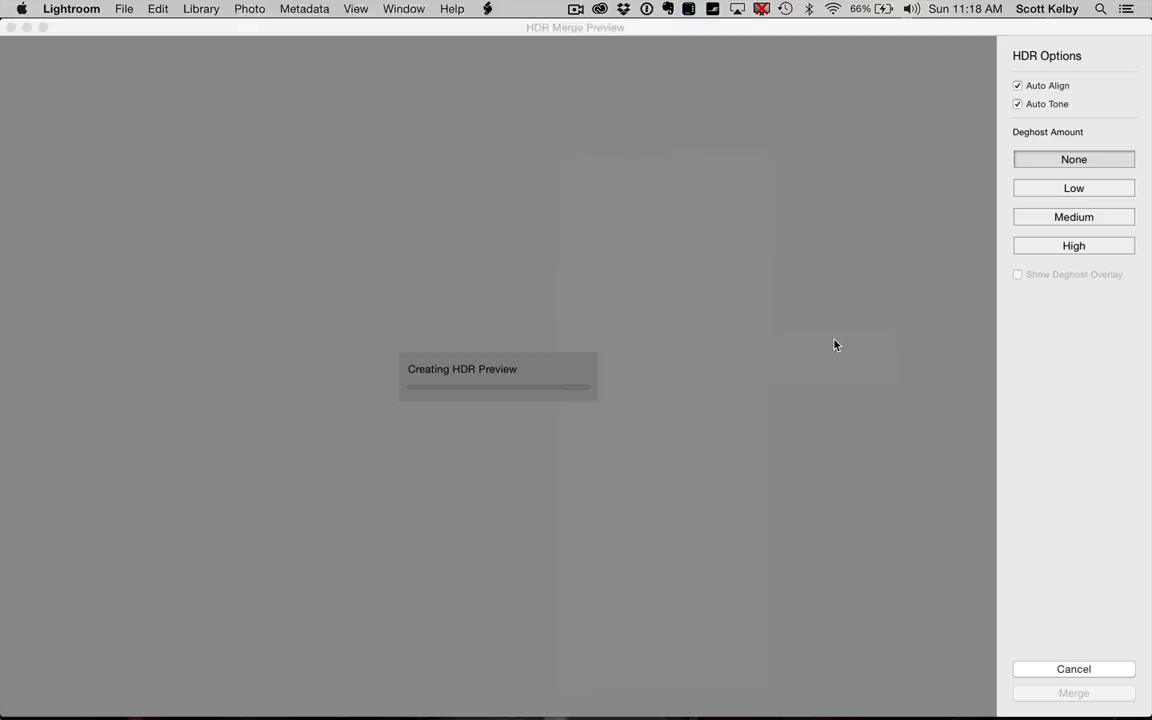 Lightroom File Edit Library Photo Metadata View Window Help 66% Sun 11:18 AM Scott Kelby
HDR Merge Preview
HDR Options
Auto Align
Auto Tone
Deghost Amount
None
Low
Medium
High
Show Deghost Overlay
Creating HDR Preview
Cancel
Merge